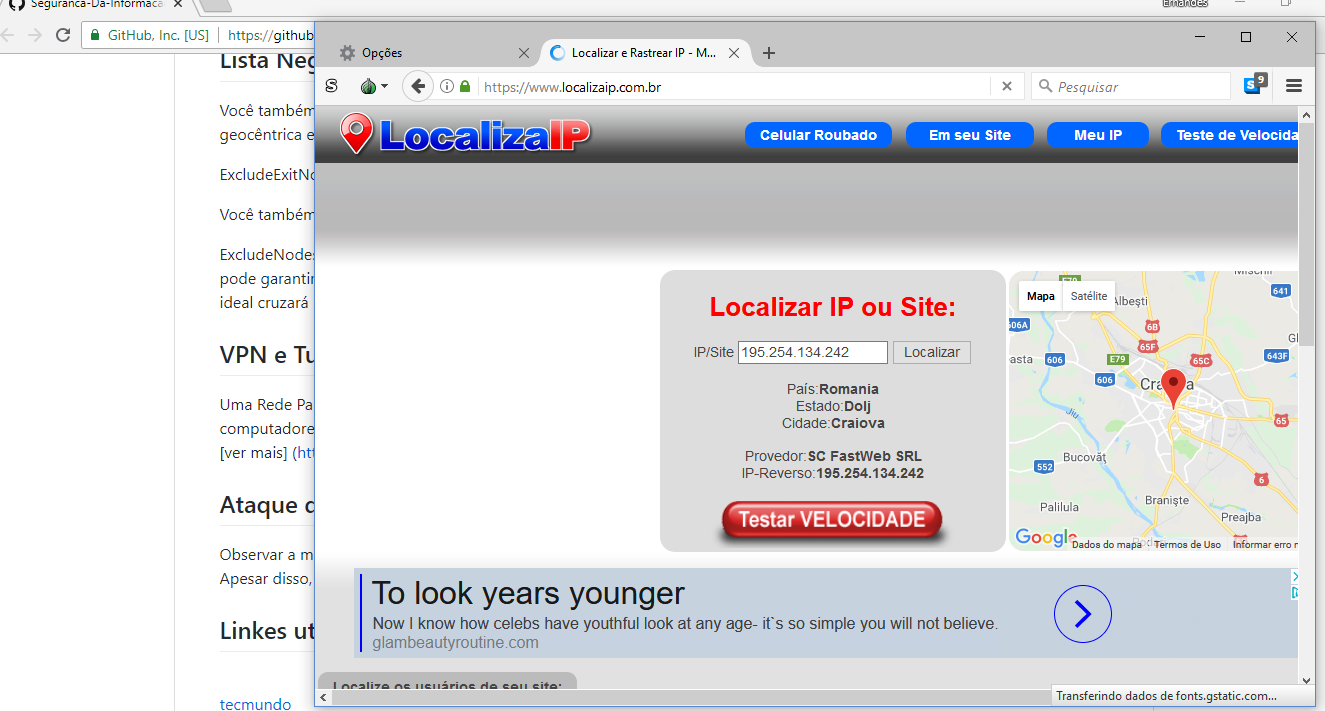 Seguranca-Da-Informaca
Ernandes
GitHub, Inc. [US]
https://github
Lista Neg
Você também
geocêntrica e
ExcludeExitNo
Você também
ExcludeNodes
pode garantir
ideal cruzará
VPN e Tu
Uma Rede Pa
computadore
[ver mais] (htt
Ataque d
Observar a m
Apesar disso,
Linkes ut
tecmundo
Opções
Localizar e Rastrear IP - M...
https://www.localizaip.com.br
Pesquisar
9
LocalizaIP
Celular Roubado
Em seu Site
Meu IP
Teste de Velocida
Localizar IP ou Site:
IP/Site 195.254.134.242 Localizar
País:Romania
Estado:Dolj
Cidade:Craiova
Provedor:SC FastWeb SRL
IP-Reverso:195.254.134.242
Testar VELOCIDADE
Mapa Satélite
Albeşti
641
606A
6B
65F
606
E79
65C
643F
606
Jiu
65
Bucovăţ
552
6
Palilula
Branişte
Preajba
Google
Dados do mapa Termos de Uso Informar erro n
To look years younger
Now I know how celebs have youthful look at any age- it`s so simple you will not believe.
glambeautyroutine.com
Localize os usuários de seu site:
Transferindo dados de fonts.gstatic.com...